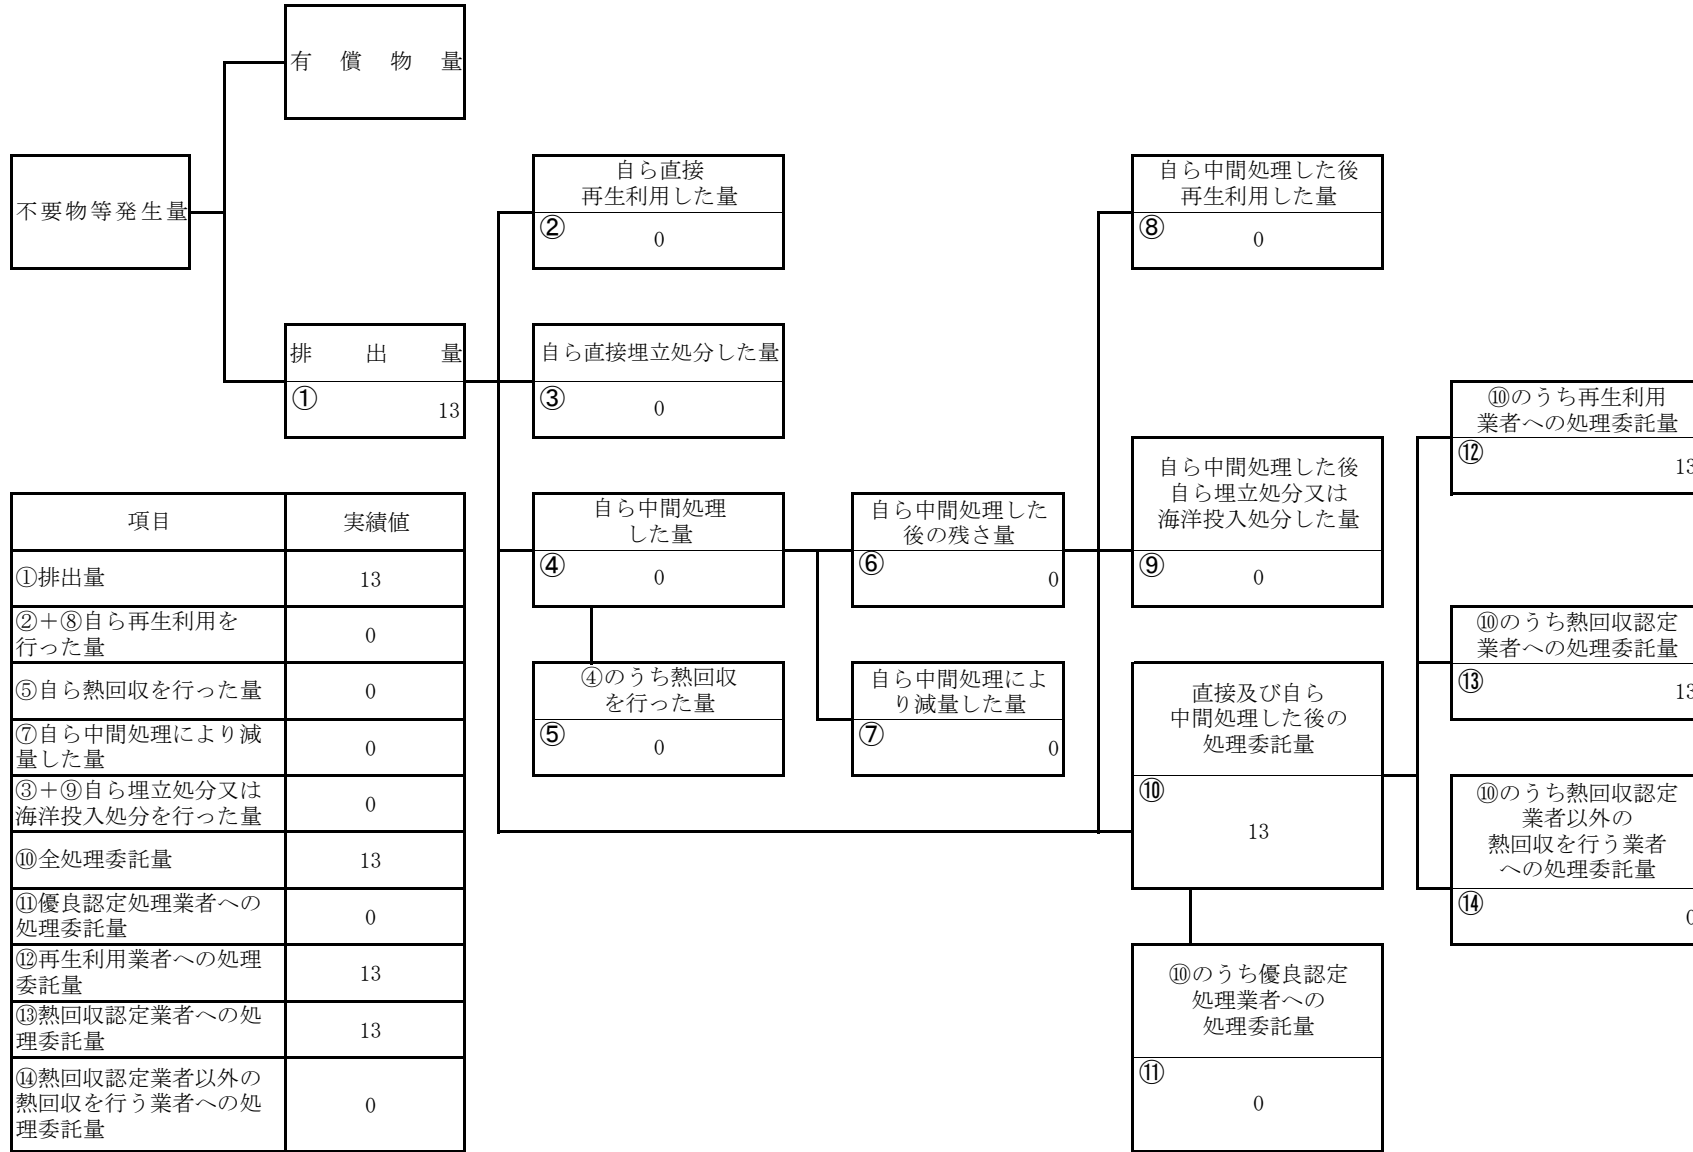 有償物量
不要物等発生量
自ら直接
再生利用した量
②
0
自ら中間処理した後
再生利用した量
⑧
0
排出量
①
13
自ら直接埋立処分した量
③
0
⑩のうち再生利用
業者への処理委託量
⑫
13
自ら中間処理した後
自ら埋立処分又は
海洋投入処分した量
⑨
0
自ら中間処理
した量
④
0
自ら中間処理した
後の残さ量
⑥
0
⑩のうち熱回収認定
業者への処理委託量
⑬
13
④のうち熱回収
を行った量
⑤
0
自ら中間処理によ
り減量した量
⑦
0
直接及び自ら
中間処理した後の
処理委託量
⑩
13
⑩のうち熱回収認定
業者以外の
熱回収を行う業者
への処理委託量
⑭
0
⑩のうち優良認定
処理業者への
処理委託量
⑪
0
項目 実績値
①排出量 13
②＋⑧自ら再生利用を
行った量 0
⑤自ら熱回収を行った量 0
⑦自ら中間処理により減
量した量 0
③＋⑨自ら埋立処分又は
海洋投入処分を行った量 0
⑩全処理委託量 13
⑪優良認定処理業者への
処理委託量 0
⑫再生利用業者への処理
委託量 13
⑬熱回収認定業者への処
理委託量 13
⑭熱回収認定業者以外の
熱回収を行う業者への処
理委託量 0